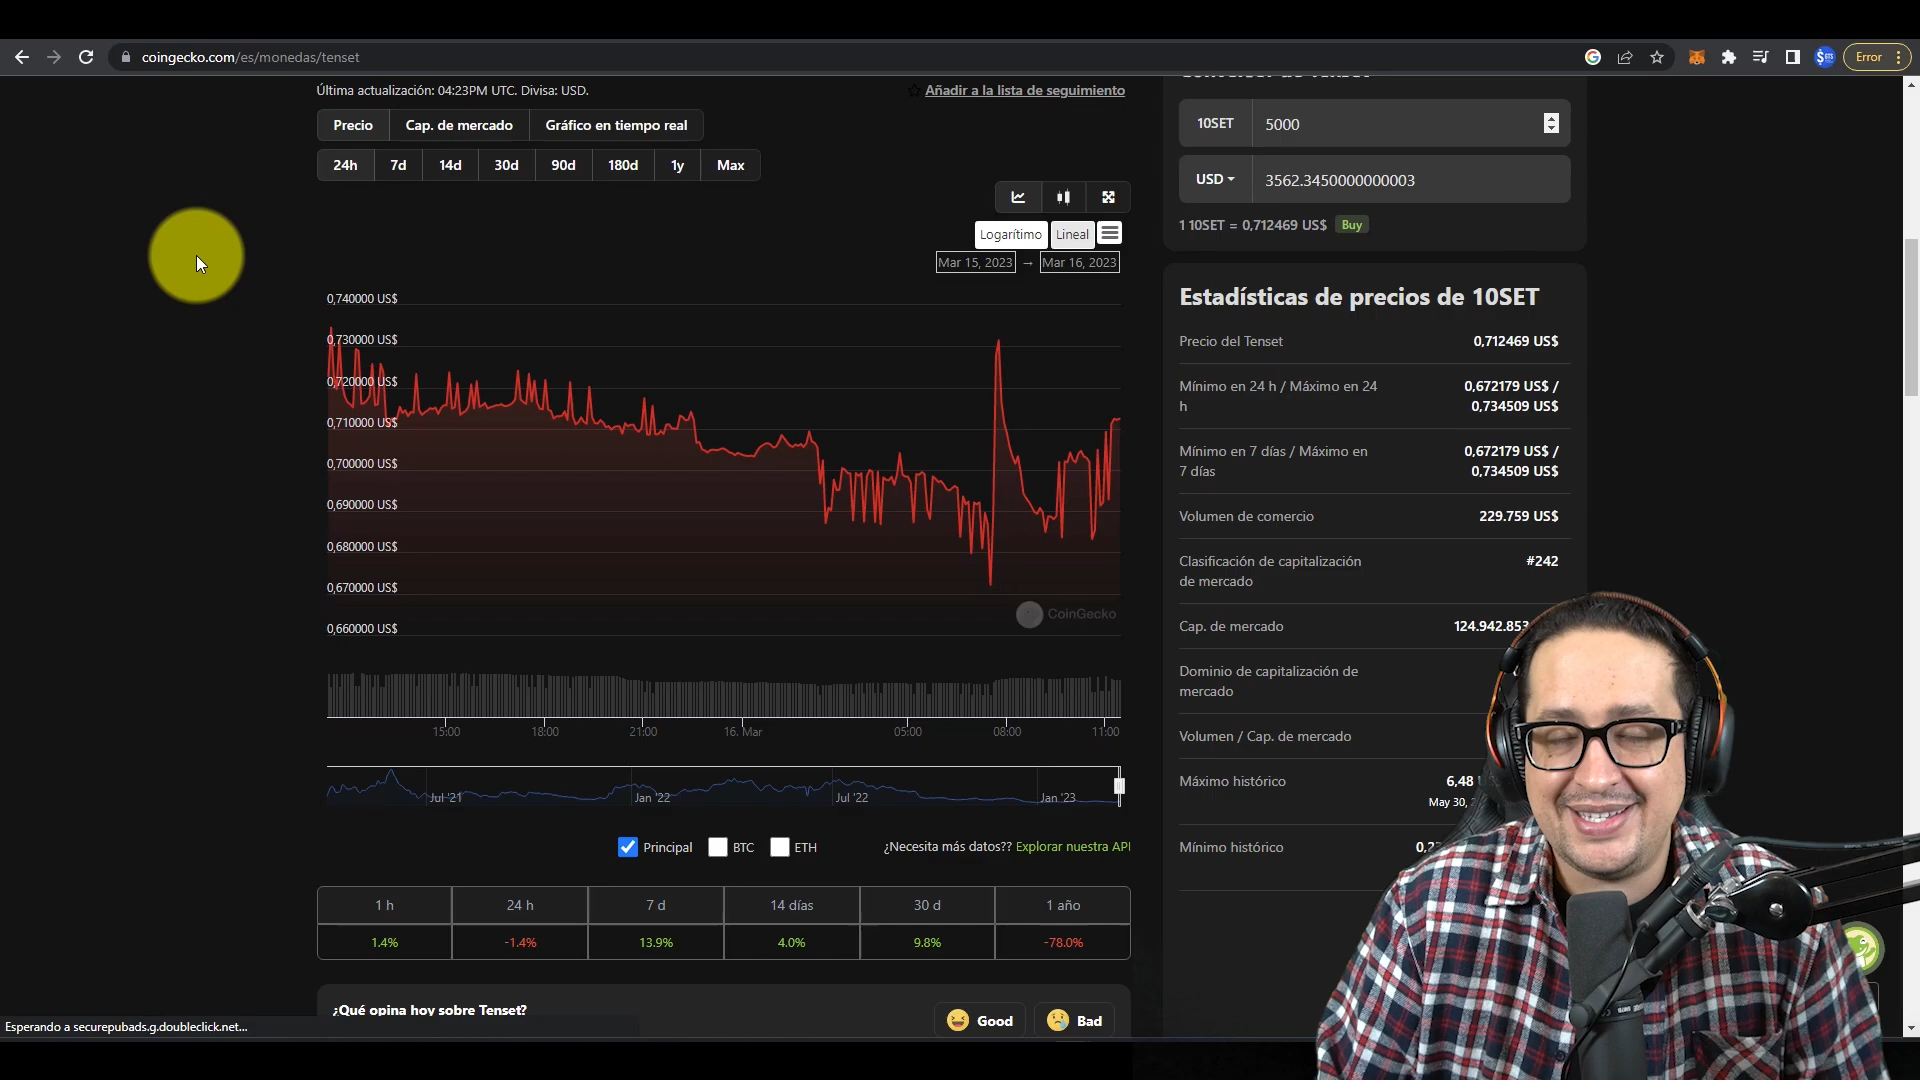 coingecko.com/es/monedas/tenset
Error
Última actualización: 04:23PM UTC. Divisa: USD.
Añadir a la lista de seguimiento
Precio
Cap. de mercado
Gráfico en tiempo real
24h
7d
14d
30d
90d
180d
1y
Max
Logarítimo
Lineal
Mar 15, 2023 → Mar 16, 2023
0,740000 US$
0,730000 US$
0,720000 US$
0,710000 US$
0,700000 US$
0,690000 US$
0,680000 US$
0,670000 US$
0,660000 US$
CoinGecko
15:00
18:00
21:00
16. Mar
05:00
08:00
11:00
Jul '21
Jan '22
Jul '22
Jan '23
Principal
BTC
ETH
¿Necesita más datos?? Explorar nuestra API
1 h
24 h
7 d
14 días
30 d
1 año
1.4%
-1.4%
13.9%
4.0%
9.8%
-78.0%
¿Qué opina hoy sobre Tenset?
Good
Bad
Esperando a securepubads.g.doubleclick.net...
10SET
5000
USD
3562.3450000000003
1 10SET = 0,712469 US$
Buy
Estadísticas de precios de 10SET
Precio del Tenset
0,712469 US$
Mínimo en 24 h / Máximo en 24
h
0,672179 US$ /
0,734509 US$
Mínimo en 7 días / Máximo en
7 días
0,672179 US$ /
0,734509 US$
Volumen de comercio
229.759 US$
Clasificación de capitalización
de mercado
#242
Cap. de mercado
124.942.853
Dominio de capitalización de
mercado
Volumen / Cap. de mercado
Máximo histórico
6,48
May 30,
Mínimo histórico